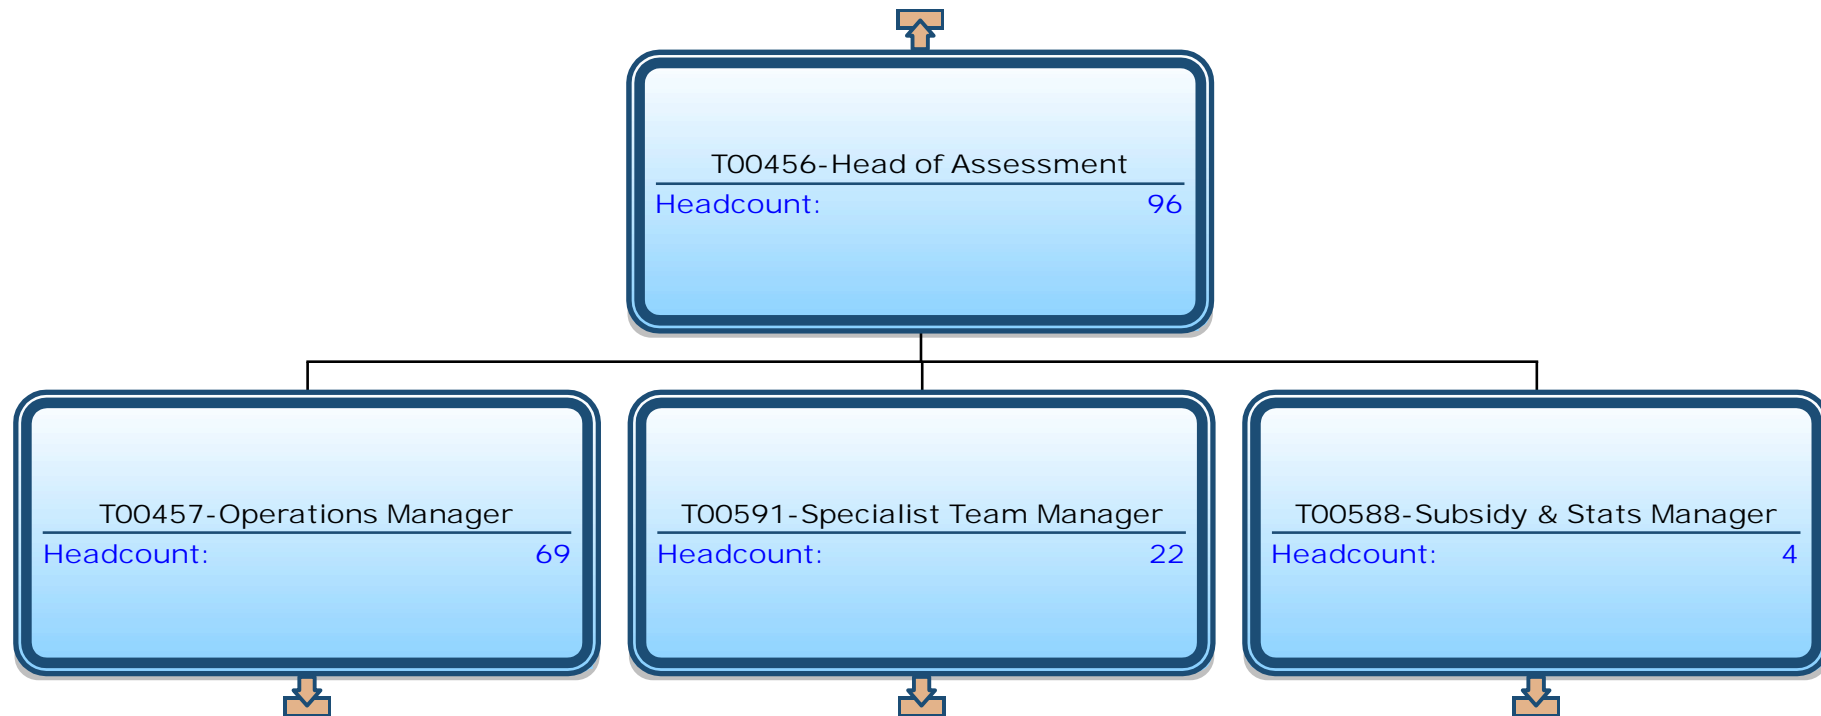 T00456-Head of Assessment
Headcount: 96
T00457-Operations Manager
Headcount: 69
T00591-Specialist Team Manager
Headcount: 22
T00588-Subsidy & Stats Manager
Headcount: 4